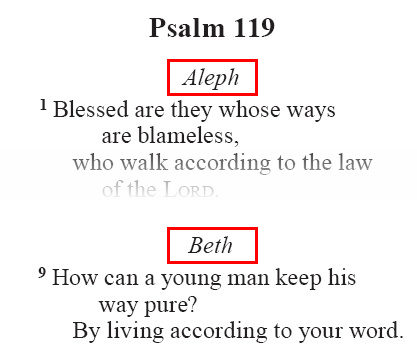 Psalm 119
Aleph
1 Blessed are they whose ways
are blameless,
who walk according to the law
of the LORD.
Beth
9 How can a young man keep his
way pure?
By living according to your word.